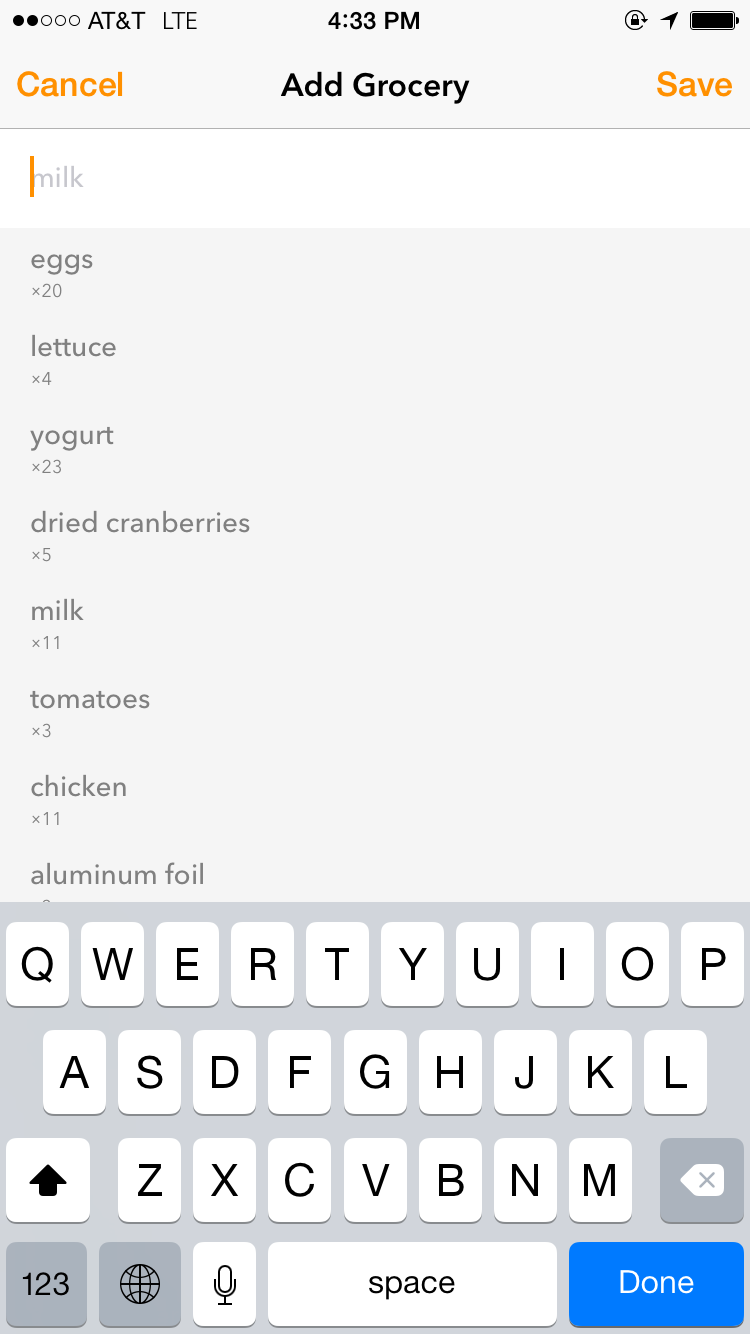 AT&T LTE 4:33 PM
Cancel Add Grocery Save
milk
eggs
×20
lettuce
×4
yogurt
×23
dried cranberries
×5
milk
×11
tomatoes
×3
chicken
×11
aluminum foil
Q W E R T Y U I O P
A S D F G H J K L
Z X C V B N M
123 space Done